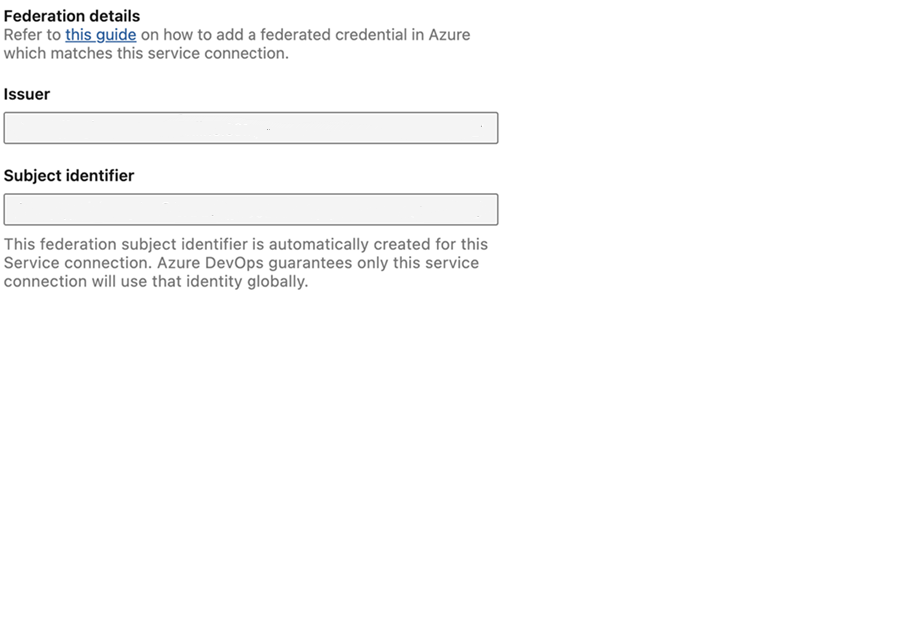 Federation details
Refer to this guide on how to add a federated credential in Azure
which matches this service connection.
Issuer
Subject identifier
This federation subject identifier is automatically created for this
Service connection. Azure DevOps guarantees only this service
connection will use that identity globally.